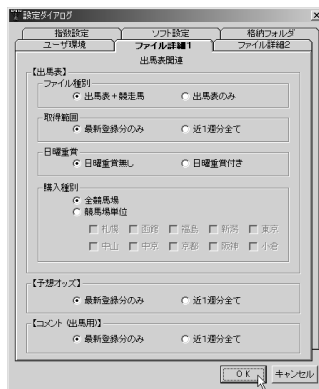 設定ダイアログ
指数設定 ソフト設定 格納フォルダ
ユーザ環境 ファイル詳細1 ファイル詳細2
出馬表関連
【出馬表】
ファイル種別
出馬表+競走馬 出馬表のみ
取得範囲
最新登録分のみ 近1週分全て
日曜重賞
日曜重賞無し 日曜重賞付き
購入種別
全競馬場
競馬場単位
札幌 函館 福島 新潟 東京
中山 中京 京都 阪神 小倉
【予想オッズ】
最新登録分のみ 近1週分全て
【コメント (出馬用)】
最新登録分のみ 近1週分全て
OK キャンセル